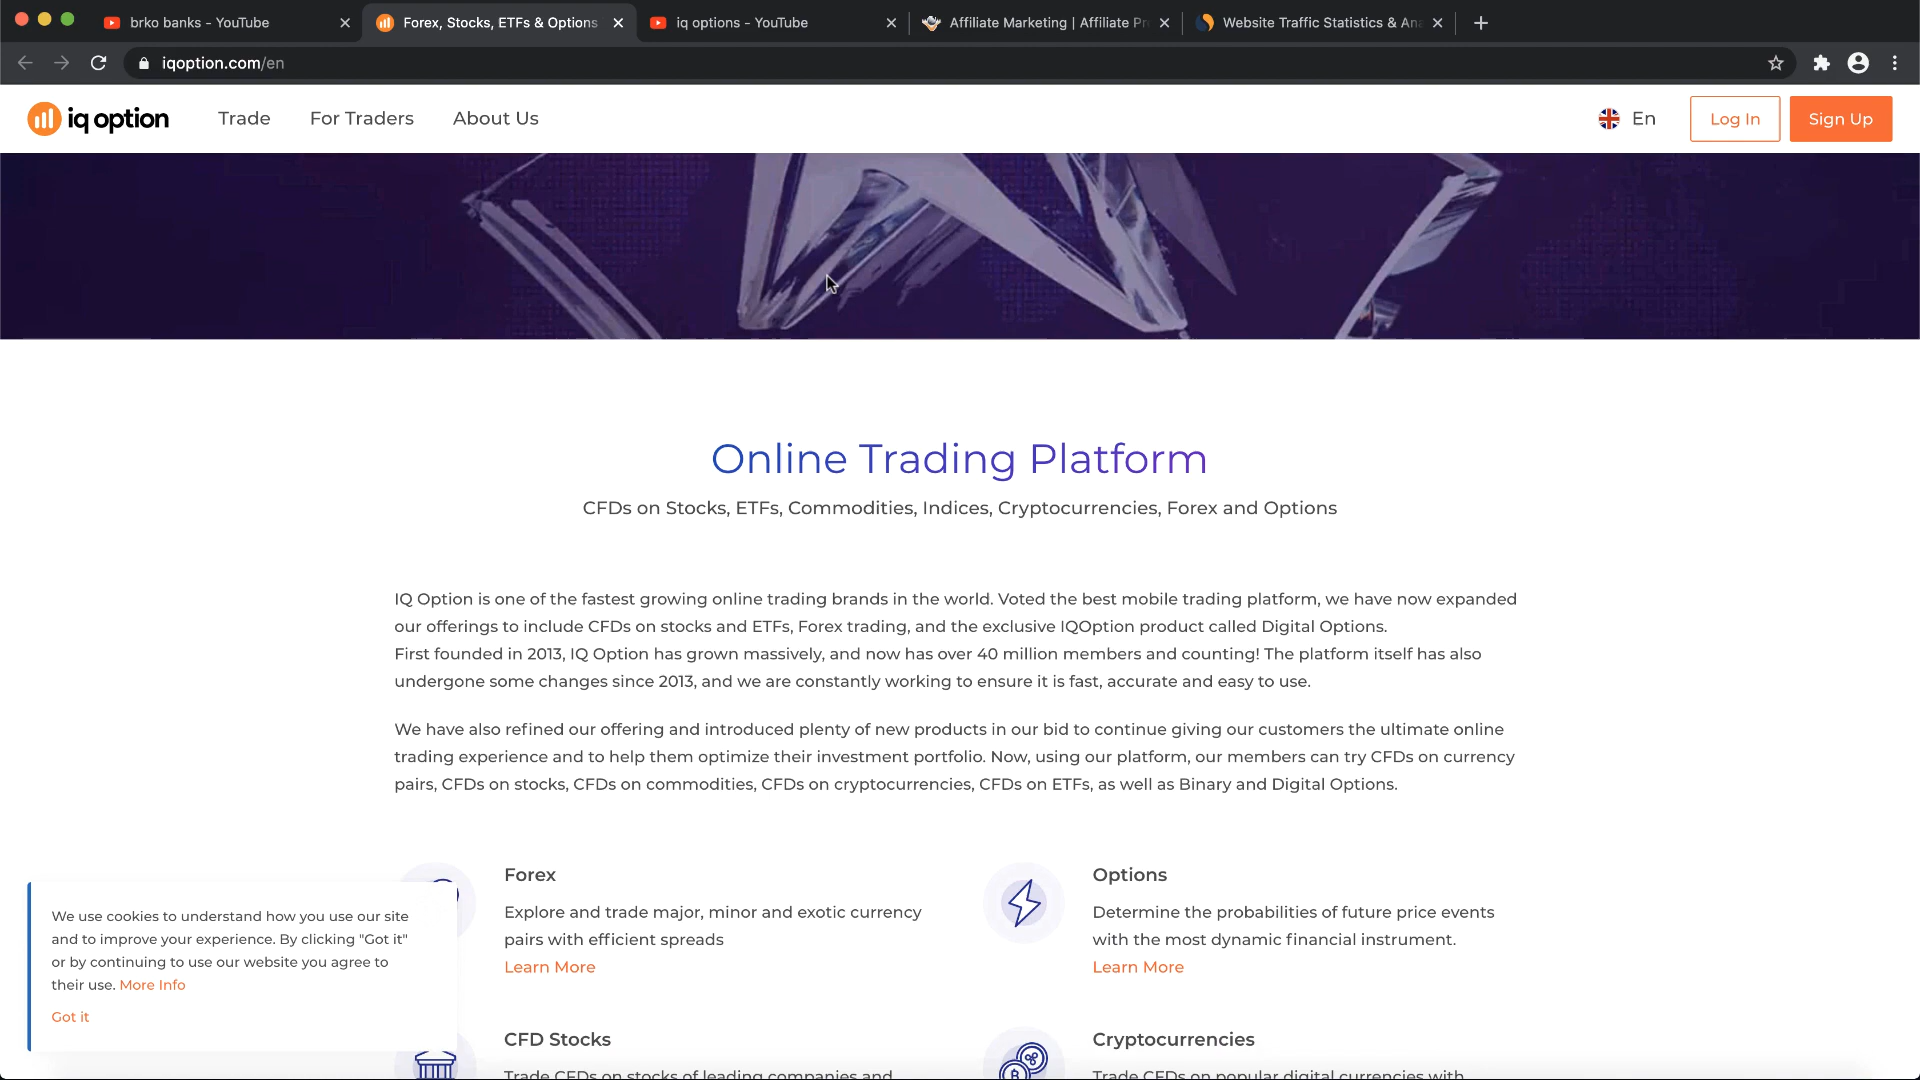 brko banks - YouTube
Forex, Stocks, ETFs & Options
iq options - YouTube
Affiliate Marketing | Affiliate Pr
Website Traffic Statistics & Ana
iqoption.com/en
iq option
Trade
For Traders
About Us
En
Log In
Sign Up
Online Trading Platform
CFDs on Stocks, ETFs, Commodities, Indices, Cryptocurrencies, Forex and Options
IQ Option is one of the fastest growing online trading brands in the world. Voted the best mobile trading platform, we have now expanded
our offerings to include CFDs on stocks and ETFs, Forex trading, and the exclusive IQOption product called Digital Options.
First founded in 2013, IQ Option has grown massively, and now has over 40 million members and counting! The platform itself has also
undergone some changes since 2013, and we are constantly working to ensure it is fast, accurate and easy to use.
We have also refined our offering and introduced plenty of new products in our bid to continue giving our customers the ultimate online
trading experience and to help them optimize their investment portfolio. Now, using our platform, our members can try CFDs on currency
pairs, CFDs on stocks, CFDs on commodities, CFDs on cryptocurrencies, CFDs on ETFs, as well as Binary and Digital Options.
Forex
Explore and trade major, minor and exotic currency
pairs with efficient spreads
Learn More
Options
Determine the probabilities of future price events
with the most dynamic financial instrument.
Learn More
We use cookies to understand how you use our site
and to improve your experience. By clicking "Got it"
or by continuing to use our website you agree to
their use. More Info
Got it
CFD Stocks
Trade CFDs on stocks of leading companies and
Cryptocurrencies
Trade CFDs on popular digital currencies with